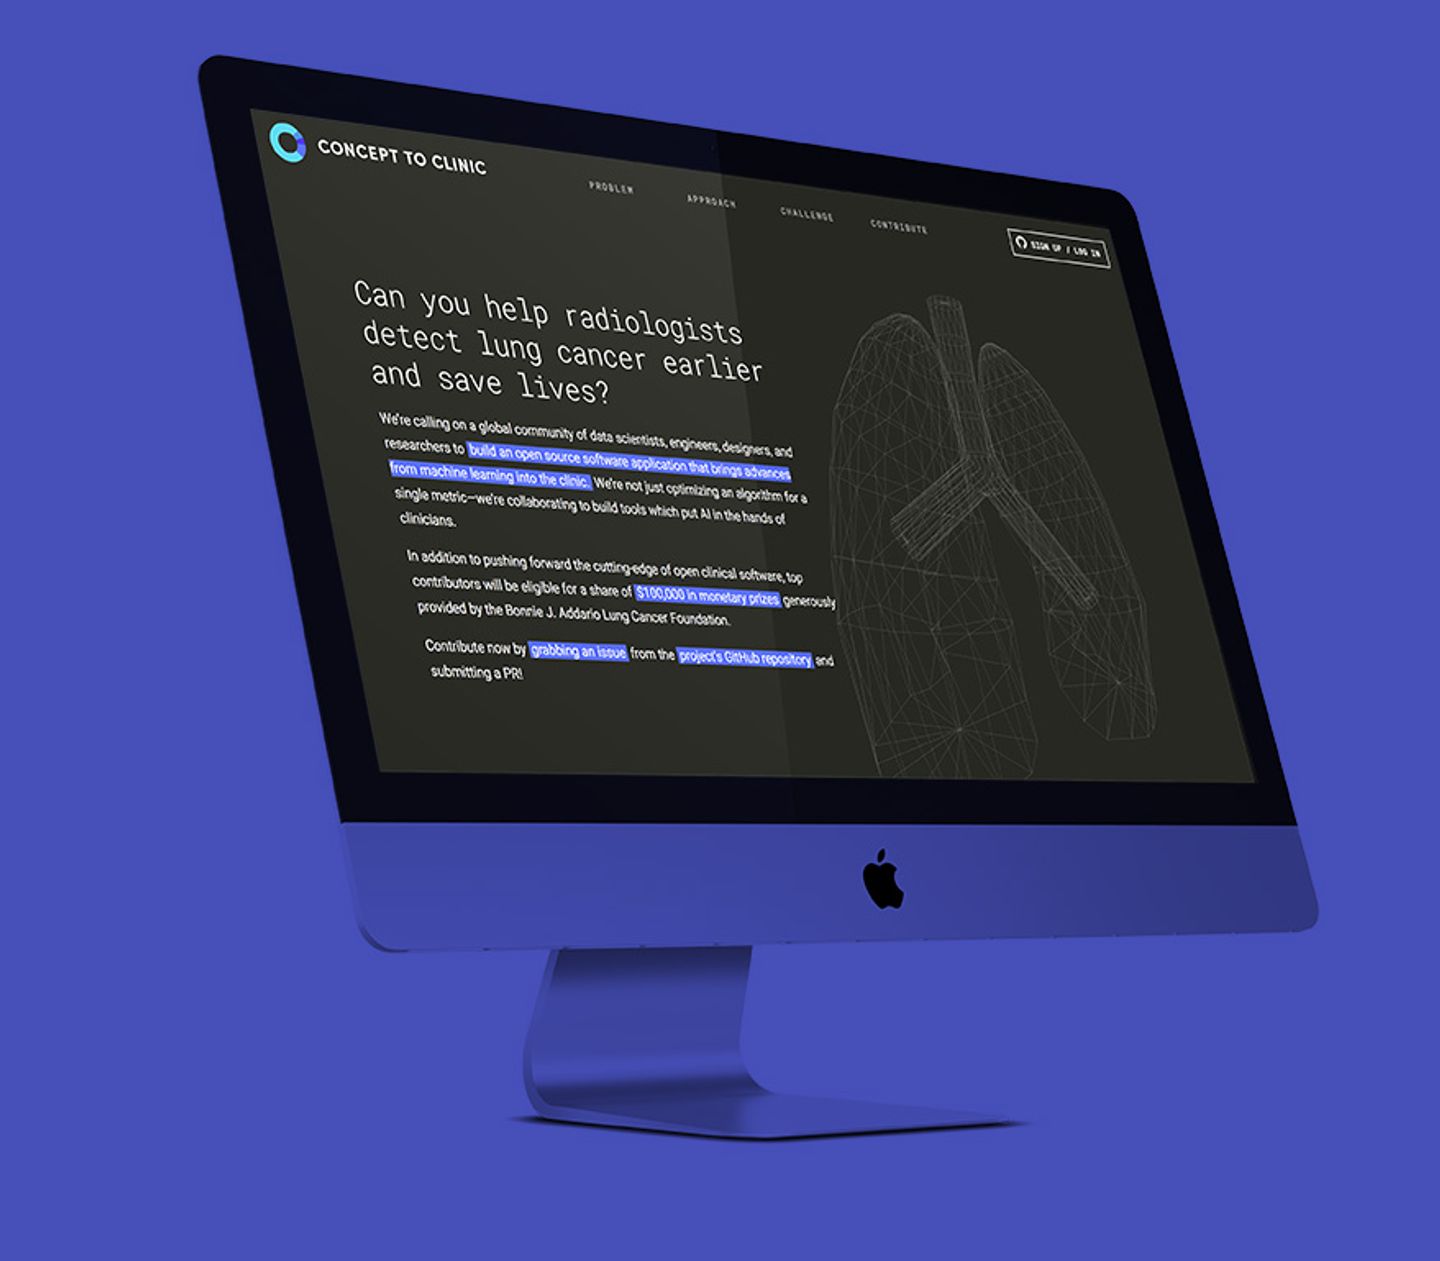 CONCEPT TO CLINIC
PROBLEM
APPROACH
CHALLENGE
CONTRIBUTE
SIGN UP / LOG IN
Can you help radiologists
detect lung cancer earlier
and save lives?
We're calling on a global community of data scientists, engineers, designers, and
researchers to build an open source software application that brings advances
from machine learning into the clinic. We're not just optimizing an algorithm for a
single metric—we're collaborating to build tools which put AI in the hands of
clinicians.
In addition to pushing forward the cutting-edge of open clinical software, top
contributors will be eligible for a share of $100,000 in monetary prizes generously
provided by the Bonnie J. Addario Lung Cancer Foundation.
Contribute now by grabbing an issue from the project's GitHub repository and
submitting a PR!